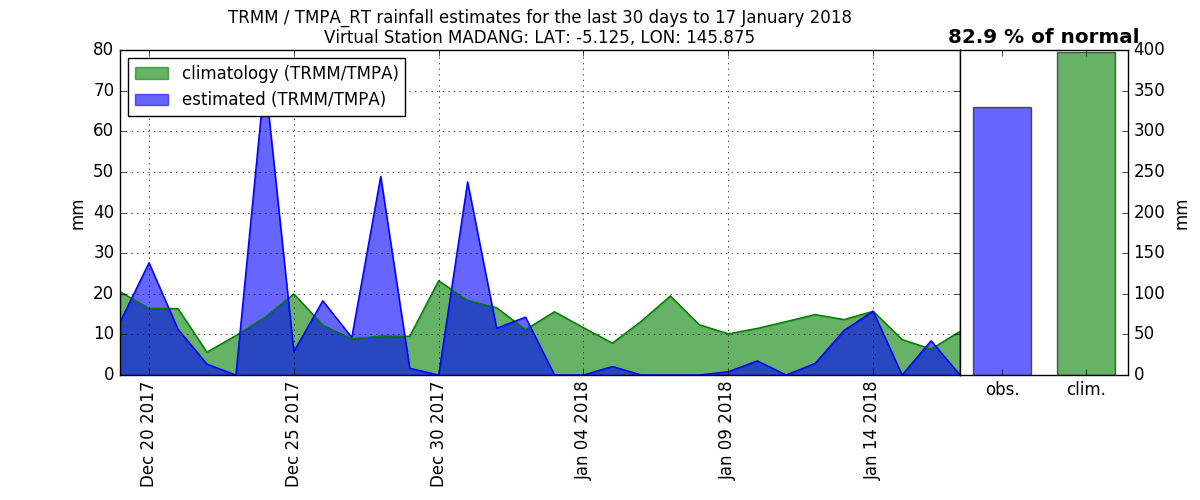 TRMM / TMPA_RT rainfall estimates for the last 30 days to 17 January 2018
Virtual Station MADANG: LAT: -5.125, LON: 145.875
82.9 % of normal
climatology (TRMM/TMPA)
estimated (TRMM/TMPA)
mm
80
70
60
50
40
30
20
10
0
Dec 20 2017
Dec 25 2017
Dec 30 2017
Jan 04 2018
Jan 09 2018
Jan 14 2018
400
350
300
250
200
150
100
50
0
mm
obs.
clim.